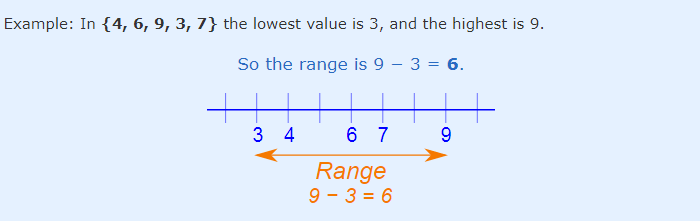 Example: In {4, 6, 9, 3, 7} the lowest value is 3, and the highest is 9.
So the range is 9 − 3 = 6.
3 4 6 7 9
Range
9 − 3 = 6